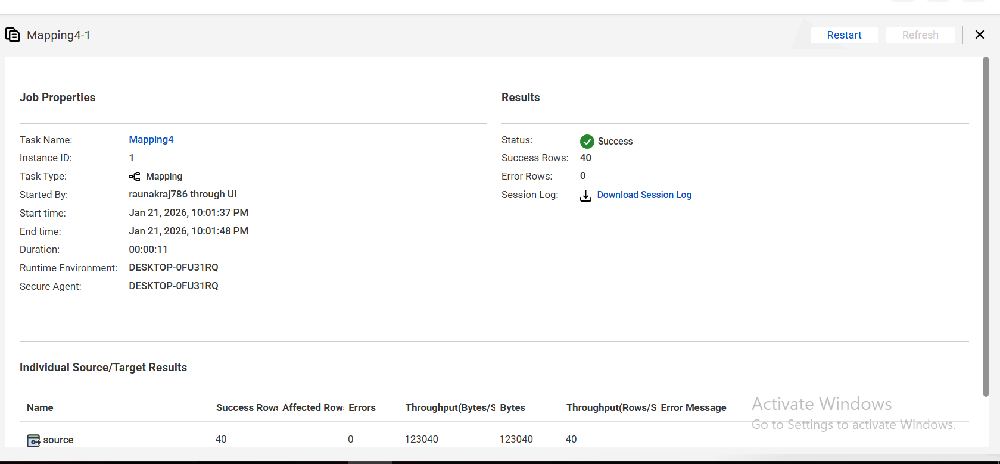 Mapping4-1
Restart
Refresh
Job Properties
Task Name: Mapping4
Instance ID: 1
Task Type: Mapping
Started By: raunakraj786 through UI
Start time: Jan 21, 2026, 10:01:37 PM
End time: Jan 21, 2026, 10:01:48 PM
Duration: 00:00:11
Runtime Environment: DESKTOP-0FU31RQ
Secure Agent: DESKTOP-0FU31RQ
Results
Status: Success
Success Rows: 40
Error Rows: 0
Session Log: Download Session Log
Individual Source/Target Results
Name Success Rows Affected Row Errors Throughput(Bytes/S Bytes Throughput(Rows/S Error Message
source 40 0 123040 123040 40
Activate Windows
Go to Settings to activate Windows.